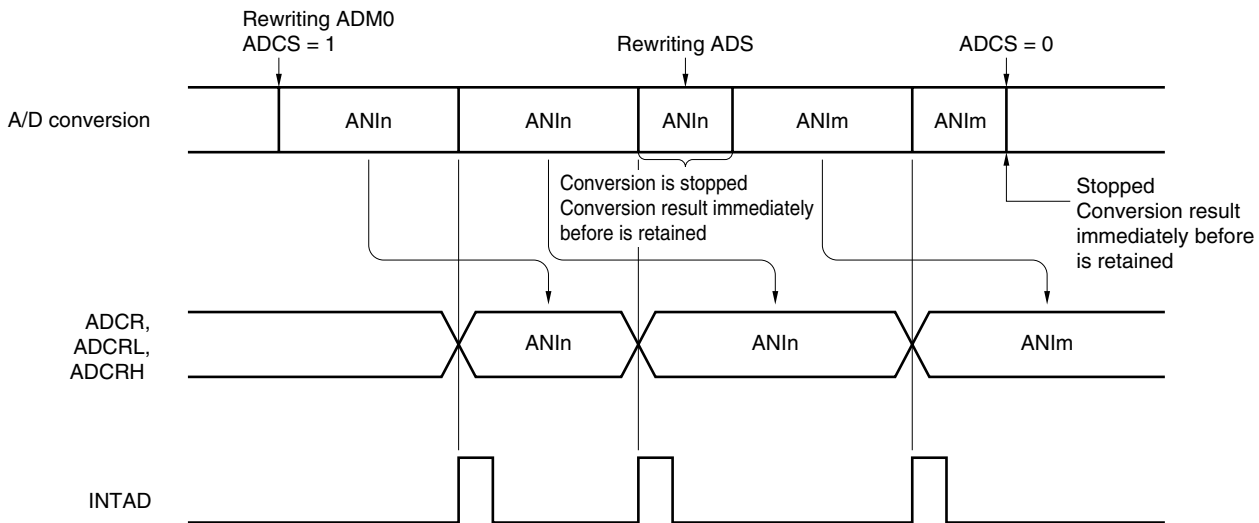 Rewriting ADM0
ADCS = 1
Rewriting ADS
ADCS = 0
A/D conversion
ANIn
ANIn
ANIn
ANIm
ANIm
Conversion is stopped
Conversion result immediately
before is retained
Stopped
Conversion result
immediately before
is retained
ADCR,
ADCRL,
ADCRH
ANIn
ANIn
ANIm
INTAD